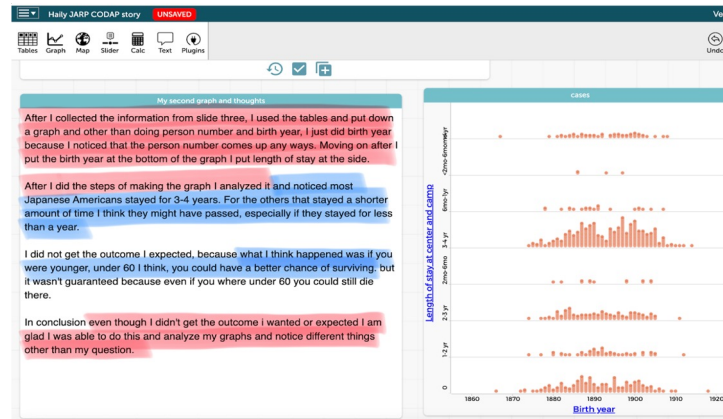 Haily JARP CODAP story UNSAVED Ve
Tables Graph Map Slider Calc Text Plugins Undo
My second graph and thoughts
After I collected the information from slide three, I used the tables and put down
a graph and other than doing person number and birth year, I just did birth year
because I noticed that the person number comes up any ways. Moving on after I
put the birth year at the bottom of the graph I put length of stay at the side.
After I did the steps of making the graph I analyzed it and noticed most
Japanese Americans stayed for 3-4 years. For the others that stayed a shorter
amount of time I think they might have passed, especially if they stayed for less
than a year.
I did not get the outcome I expected, because what I think happened was if you
were younger, under 60 I think, you could have a better chance of surviving. but
it wasn't guaranteed because even if you where under 60 you could still die
there.
In conclusion even though I didn't get the outcome i wanted or expected I am
glad I was able to do this and analyze my graphs and notice different things
other than my question.
cases
Length of stay at center and camp
<2mo-6mo
6mo-1yr
3-4 yr
2mo-6mo
2-3 yr
1-2 yr
0
1860 1870 1880 1890 1900 1910 1920
Birth year